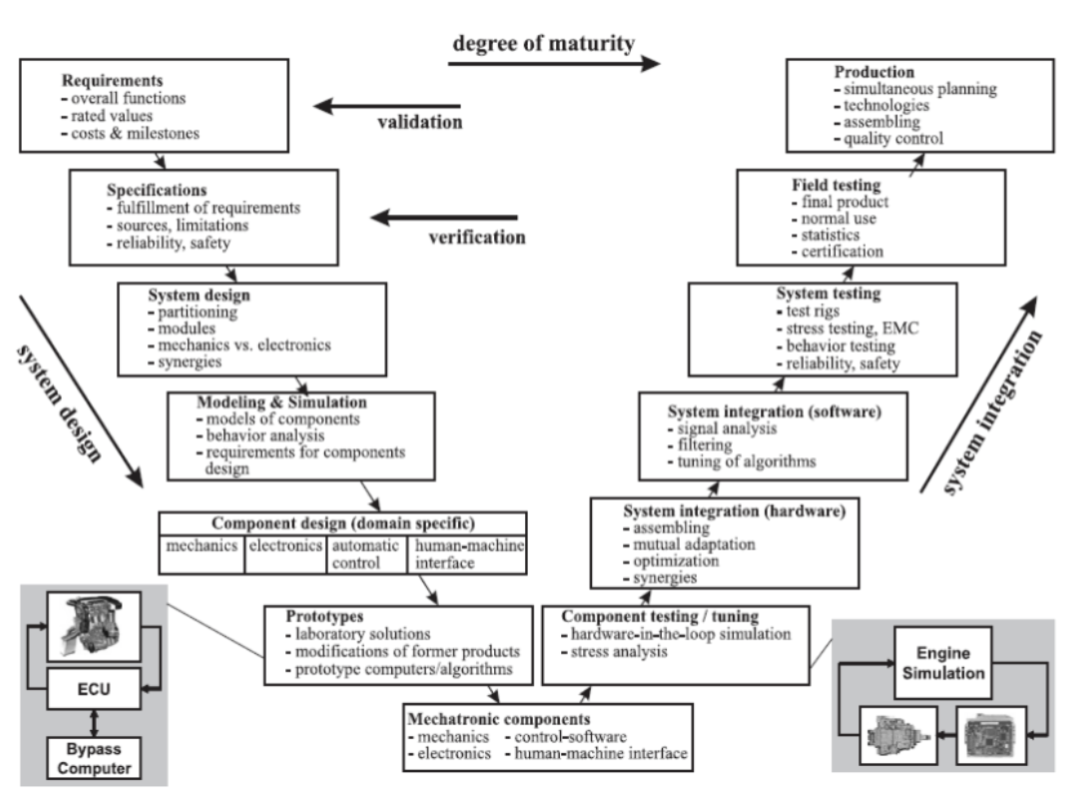 degree of maturity
Requirements
- overall functions
- rated values
- costs & milestones
validation
Production
- simultaneous planning
- technologies
- assembling
- quality control
Specifications
- fulfillment of requirements
- sources, limitations
- reliability, safety
verification
Field testing
- final product
- normal use
- statistics
- certification
System design
- partitioning
- modules
- mechanics vs. electronics
- synergies
System testing
- test rigs
- stress testing, EMC
- behavior testing
- reliability, safety
system design
system integration
Modeling & Simulation
- models of components
- behavior analysis
- requirements for components
design
System integration (software)
- signal analysis
- filtering
- tuning of algorithms
Component design (domain specific)
mechanics electronics automatic human-machine
control interface
System integration (hardware)
- assembling
- mutual adaptation
- optimization
- synergies
Prototypes
- laboratory solutions
- modifications of former products
- prototype computers/algorithms
Component testing / tuning
- hardware-in-the-loop simulation
- stress analysis
ECU
Bypass
Computer
Engine
Simulation
Mechatronic components
- mechanics - control-software
- electronics - human-machine interface